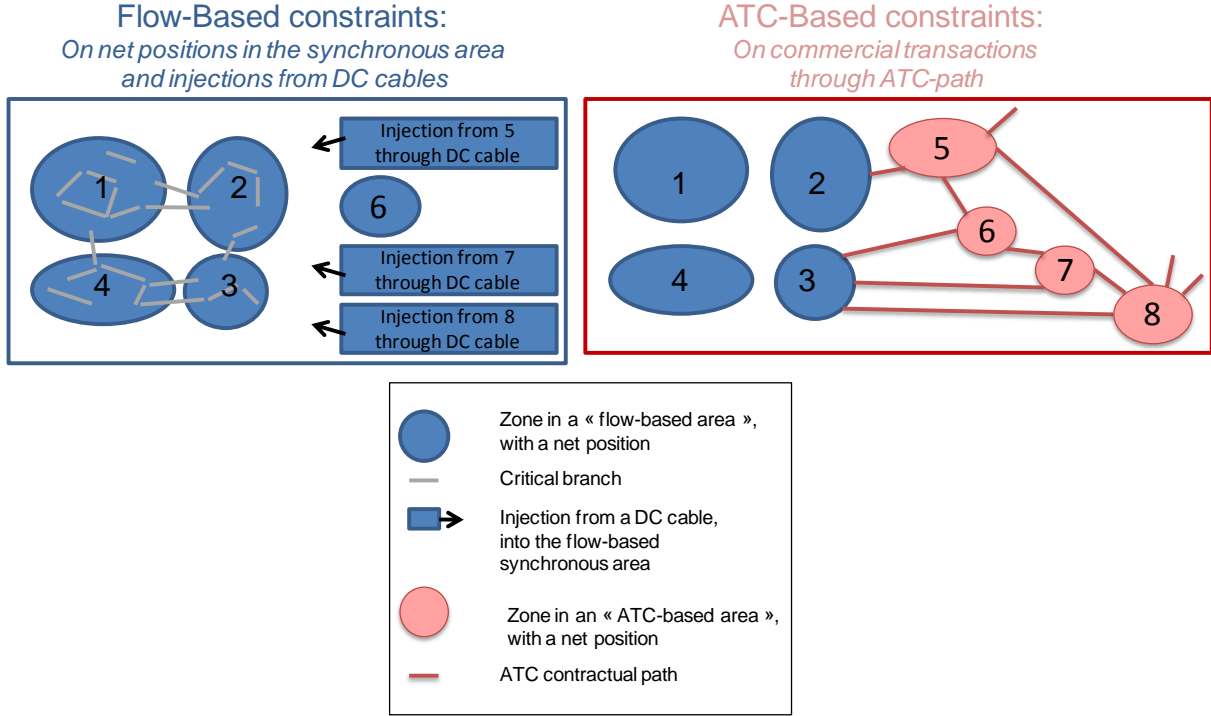 Flow-Based constraints:
On net positions in the synchronous area
and injections from DC cables
ATC-Based constraints:
On commercial transactions
through ATC-path
1
2
3
4
Injection from 5
through DC cable
6
Injection from 7
through DC cable
Injection from 8
through DC cable
1
2
3
4
5
6
7
8
Zone in a « flow-based area »,
with a net position
Critical branch
Injection from a DC cable,
into the flow-based
synchronous area
Zone in an « ATC-based area »,
with a net position
ATC contractual path